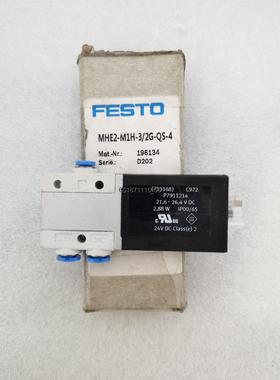 FESTO
MHE2-M1H-3/2G-QS-4
Mat.-Nr.: 196134
Serie.: D202
C972
P7911214
21,6 - 26,4 V DC
2,88 W IP00/65
24V DC Class(e) 2